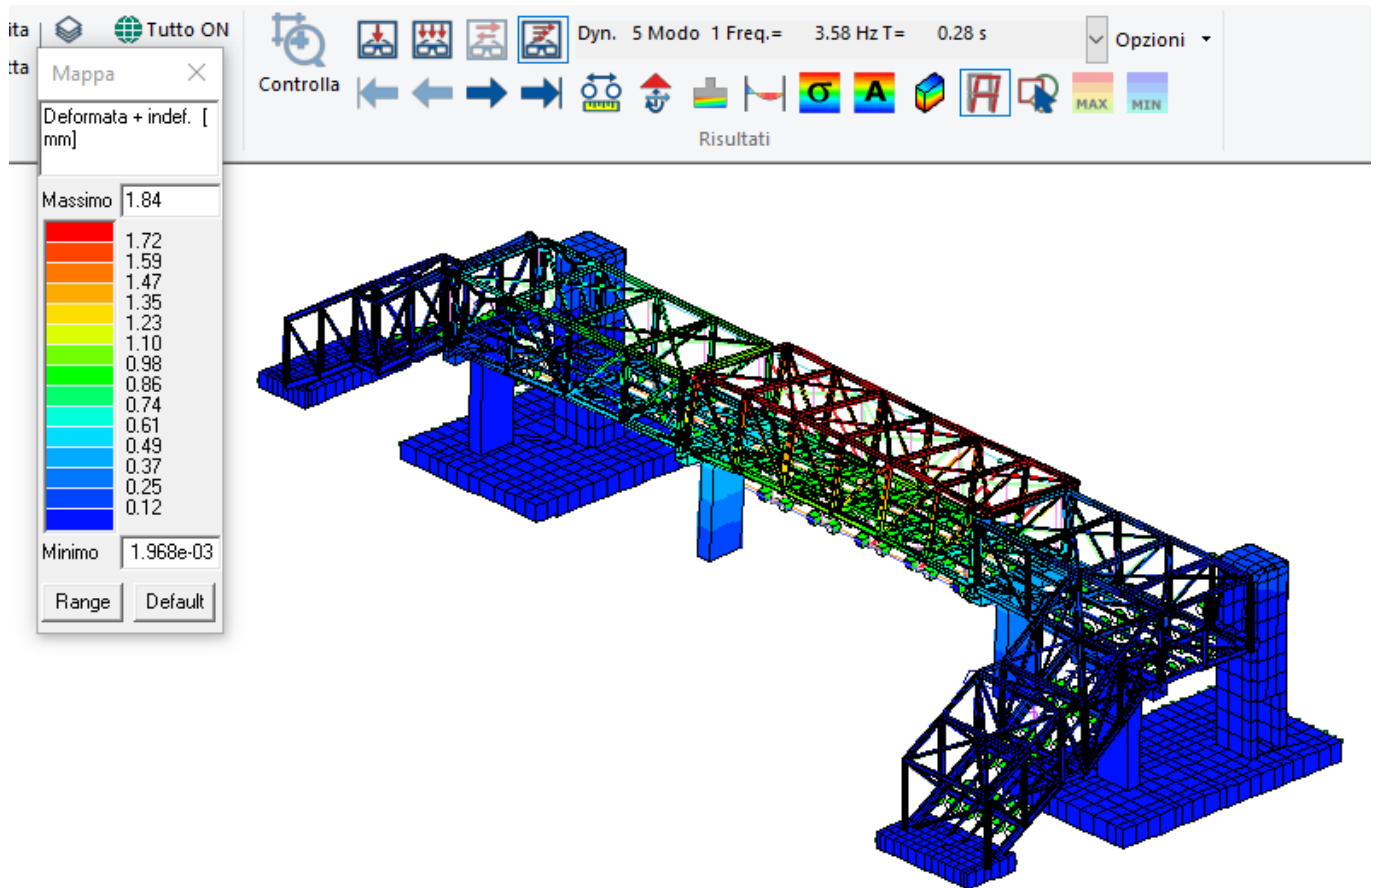 ita
Tutto ON
tta
Mappa
Deformata + indef. [
mm]
Massimo 1.84
1.72
1.59
1.47
1.35
1.23
1.10
0.98
0.86
0.74
0.61
0.49
0.37
0.25
0.12
Minimo 1.968e-03
Range Default
Controlla
Dyn. 5 Modo 1 Freq.= 3.58 Hz T= 0.28 s
Opzioni
σ
A
MAX
MIN
Risultati